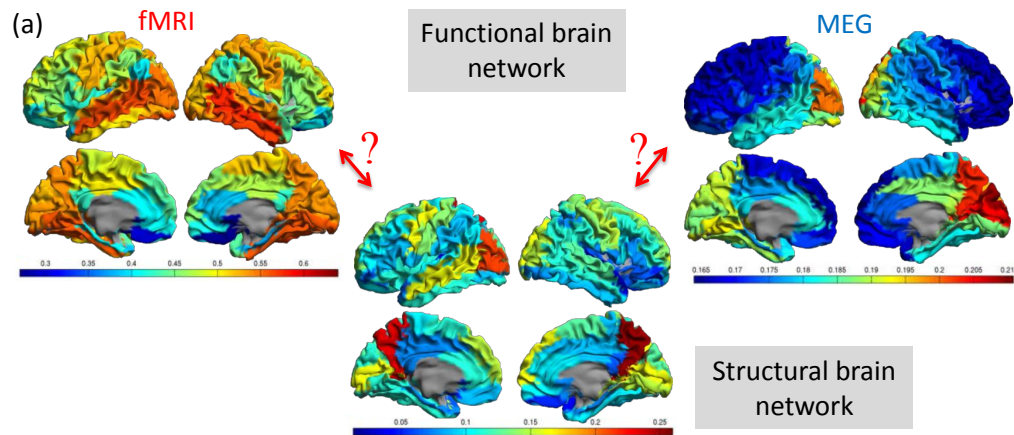 (a)
fMRI
Functional brain
network
MEG
?
?
0.3 0.35 0.4 0.45 0.5 0.55 0.6
0.165 0.17 0.175 0.18 0.185 0.19 0.195 0.2 0.205 0.21
Structural brain
network
0.05 0.1 0.15 0.2 0.25